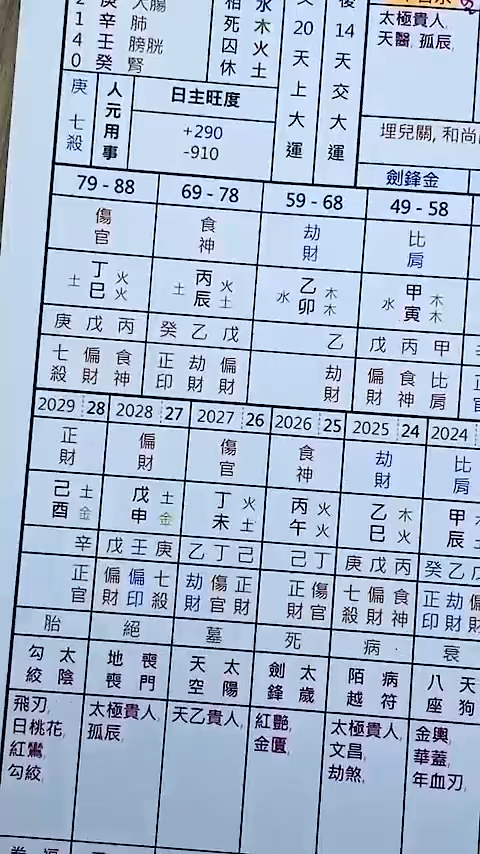 2 庚 大腸
1 辛 肺
4 壬 膀胱
0 癸 腎
相 水
死 木
囚 火
休 土
20天上大運
後14天交大運
太極貴人,
天醫, 孤辰,
埋兒關, 和尚
劍鋒金
庚 七殺
人元用事
日主旺度
+290
-910
79 - 88 69 - 78 59 - 68 49 - 58
傷官 食神 劫財 比肩
土 丁巳 火火 土 丙辰 火土 水 乙卯 木木 水 甲寅 木木
庚 戊 丙 癸 乙 戊 乙 戊 丙 甲
七殺 偏財 食神 正印 劫財 偏財 劫財 偏財 食神 比肩
2029 28 2028 27 2027 26 2026 25 2025 24 2024
正財 偏財 傷官 食神 劫財 比肩
己酉 土金 戊申 土金 丁未 火土 丙午 火火 乙巳 木火 甲辰 木土
辛 戊 壬 庚 乙 丁 己 己 丁 庚 戊 丙 癸 乙
正官 偏財 偏印 七殺 劫財 傷官 正財 正財 傷官 七殺 偏財 食神 正印 劫財
胎 絕 墓 死 病 衰
勾絞 太陰 地喪 喪門 天空 太陽 劍鋒 太歲 陌越 病符 八座 天狗
飛刃, 太極貴人, 天乙貴人, 紅艷, 太極貴人, 金輿,
日桃花, 孤辰, 金匱, 文昌, 華蓋,
紅鸞, 劫煞, 年血刃,
勾絞,